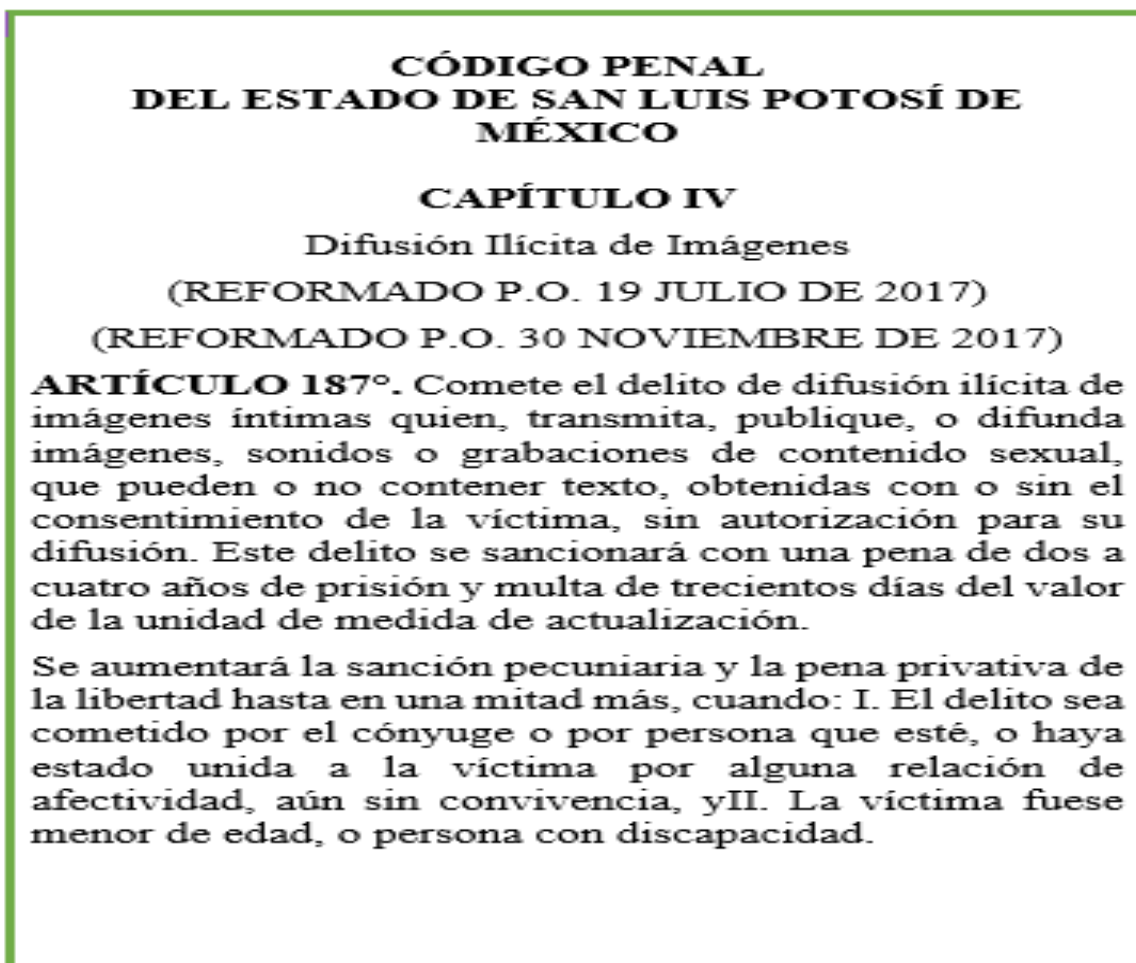 CÓDIGO PENAL
DEL ESTADO DE SAN LUIS POTOSÍ DE
MÉXICO
CAPÍTULO IV
Difusión Ilícita de Imágenes
(REFORMADO P.O. 19 JULIO DE 2017)
(REFORMADO P.O. 30 NOVIEMBRE DE 2017)
ARTÍCULO 187°. Comete el delito de difusión ilícita de
imágenes íntimas quien, transmita, publique, o difunda
imágenes, sonidos o grabaciones de contenido sexual,
que pueden o no contener texto, obtenidas con o sin el
consentimiento de la víctima, sin autorización para su
difusión. Este delito se sancionará con una pena de dos a
cuatro años de prisión y multa de trecientos días del valor
de la unidad de medida de actualización.
Se aumentará la sanción pecuniaria y la pena privativa de
la libertad hasta en una mitad más, cuando: I. El delito sea
cometido por el cónyuge o por persona que esté, o haya
estado unida a la víctima por alguna relación de
afectividad, aún sin convivencia, yII. La víctima fuese
menor de edad, o persona con discapacidad.